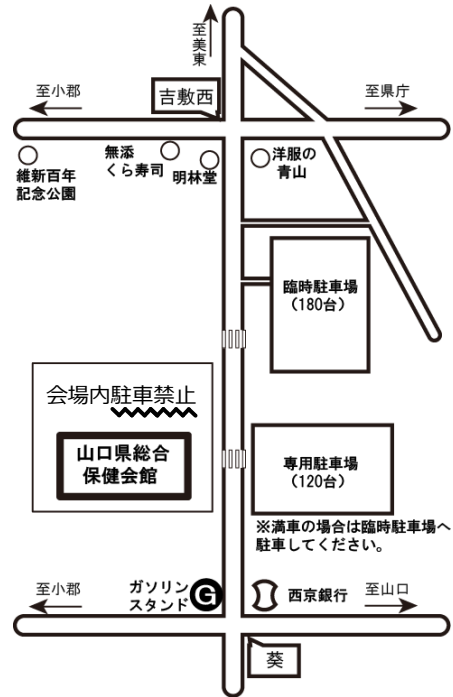 至美東
至小郡
吉敷西
至県庁
維新百年
記念公園
無添
くら寿司
明林堂
洋服の
青山
臨時駐車場
（180台）
会場内駐車禁止
山口県総合
保健会館
専用駐車場
（120台）
※満車の場合は臨時駐車場へ
駐車してください。
至小郡
ガソリン
スタンド
G
西京銀行
至山口
葵